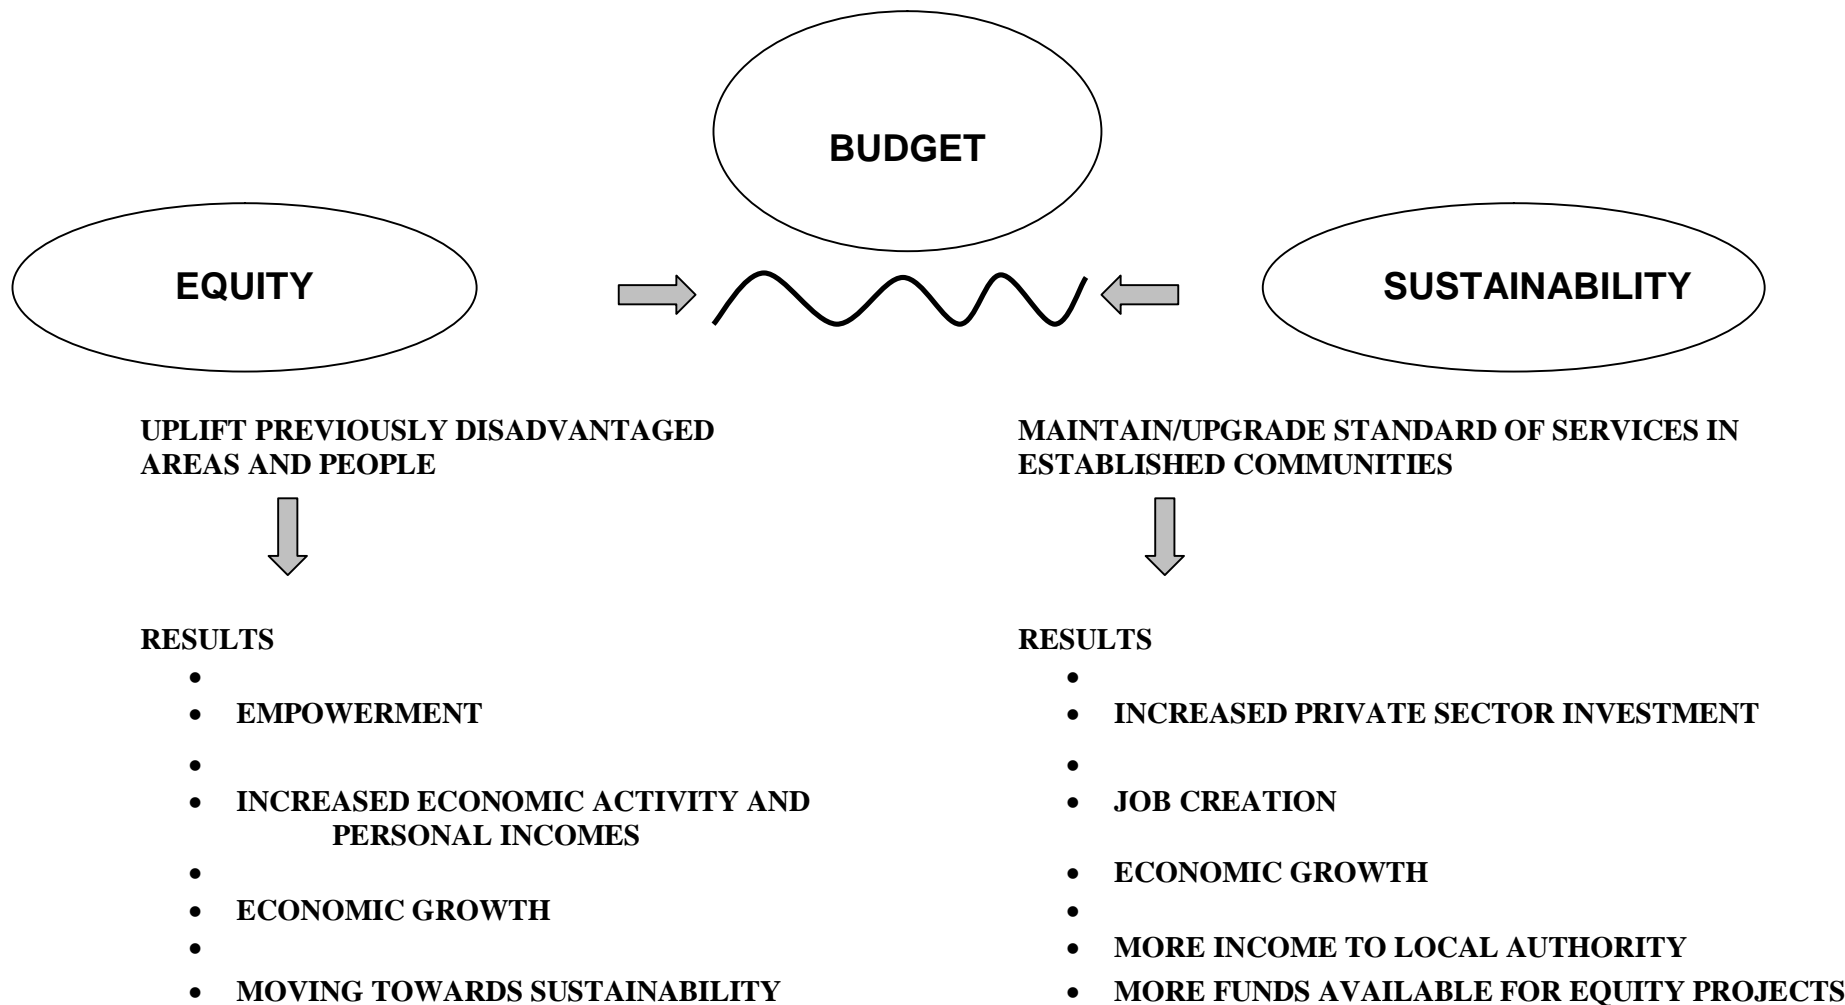 BUDGET
EQUITY
SUSTAINABILITY
UPLIFT PREVIOUSLY DISADVANTAGED
AREAS AND PEOPLE
RESULTS
•
• EMPOWERMENT
•
• INCREASED ECONOMIC ACTIVITY AND
PERSONAL INCOMES
•
• ECONOMIC GROWTH
•
• MOVING TOWARDS SUSTAINABILITY
MAINTAIN/UPGRADE STANDARD OF SERVICES IN
ESTABLISHED COMMUNITIES
RESULTS
•
• INCREASED PRIVATE SECTOR INVESTMENT
•
• JOB CREATION
• ECONOMIC GROWTH
•
• MORE INCOME TO LOCAL AUTHORITY
• MORE FUNDS AVAILABLE FOR EQUITY PROJECTS